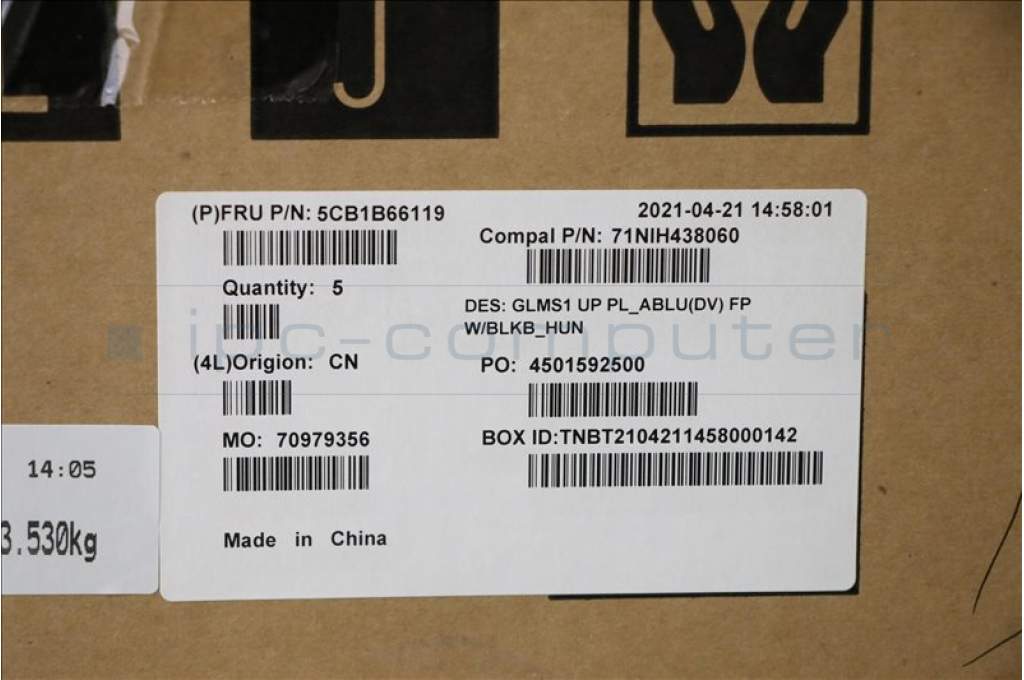 (P)FRU P/N: 5CB1B66119
2021-04-21 14:58:01
Compal P/N: 71NIH438060
Quantity: 5
DES: GLMS1 UP PL_ABLU(DV) FP
W/BLKB_HUN
ipc-computer
(4L)Origion: CN
PO: 4501592500
MO: 70979356
BOX ID:TNBT2104211458000142
Made in China
14:05
3.530kg